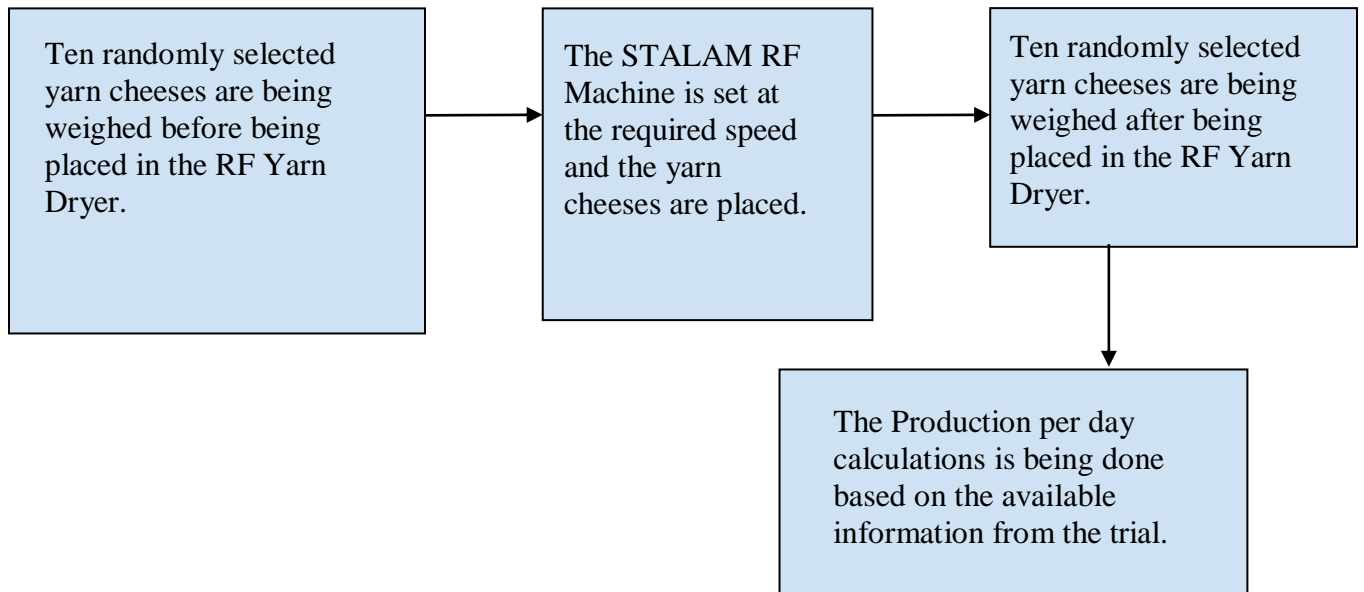 Ten randomly selected
yarn cheeses are being
weighed before being
placed in the RF Yarn
Dryer.
The STALAM RF
Machine is set at
the required speed
and the yarn
cheeses are placed.
Ten randomly selected
yarn cheeses are being
weighed after being
placed in the RF Yarn
Dryer.
The Production per day
calculations is being done
based on the available
information from the trial.